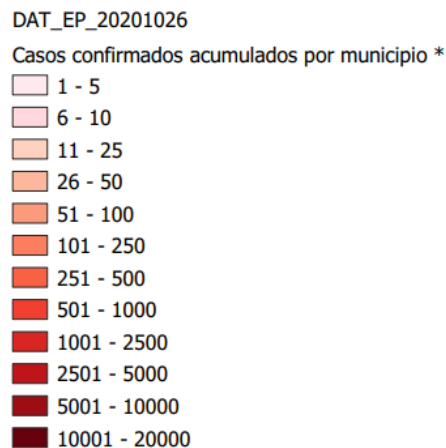 DAT_EP_20201026
Casos confirmados acumulados por municipio *
1 - 5
6 - 10
11 - 25
26 - 50
51 - 100
101 - 250
251 - 500
501 - 1000
1001 - 2500
2501 - 5000
5001 - 10000
10001 - 20000